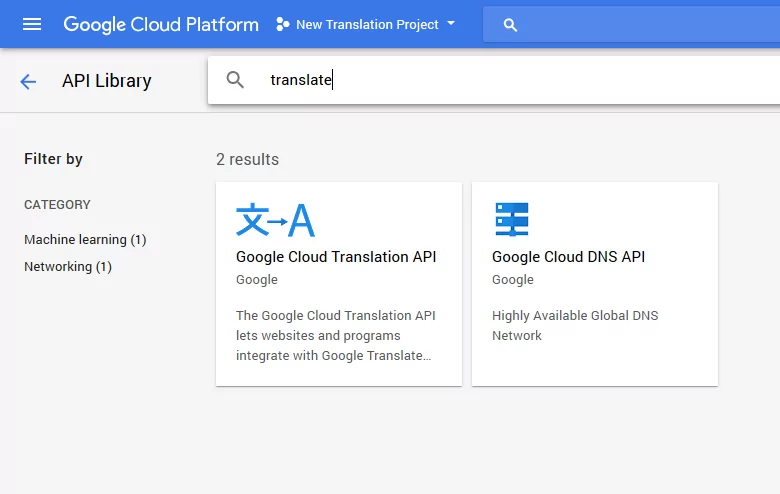 Google Cloud Platform
New Translation Project
API Library
translate
Filter by
CATEGORY
Machine learning (1)
Networking (1)
2 results
文→A
Google Cloud Translation API
Google
The Google Cloud Translation API
lets websites and programs
integrate with Google Translate...
Google Cloud DNS API
Google
Highly Available Global DNS
Network